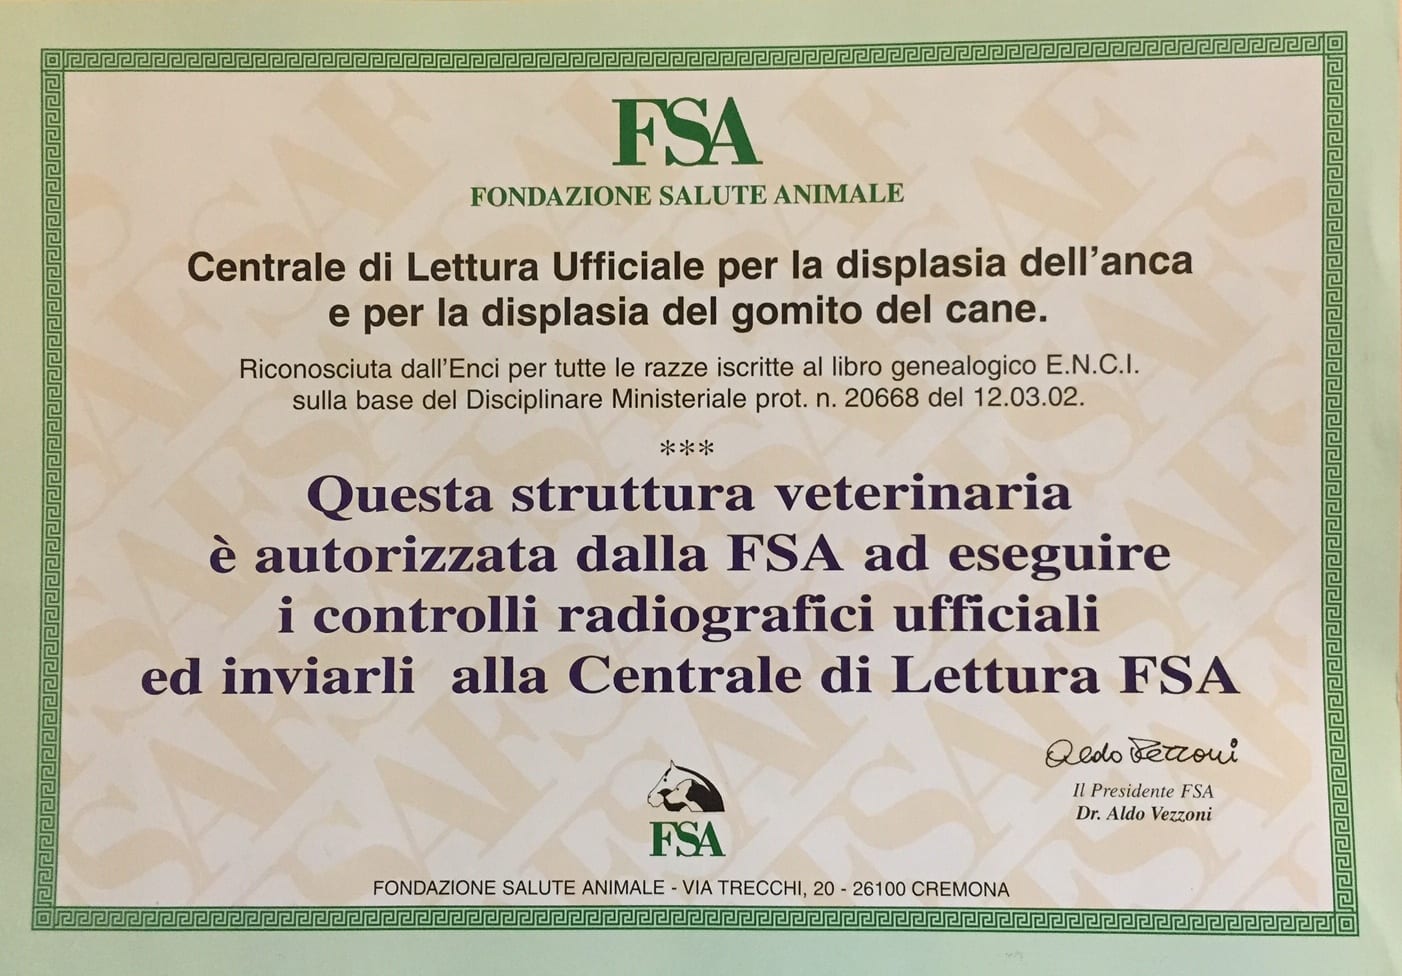 FSA
FONDAZIONE SALUTE ANIMALE
Centrale di Lettura Ufficiale per la displasia dell'anca
e per la displasia del gomito del cane.
Riconosciuta dall'Enci per tutte le razze iscritte al libro genealogico E.N.C.I.
sulla base del Disciplinare Ministeriale prot. n. 20668 del 12.03.02.
***
Questa struttura veterinaria
è autorizzata dalla FSA ad eseguire
i controlli radiografici ufficiali
ed inviarli alla Centrale di Lettura FSA
Aldo Vezzoni
Il Presidente FSA
Dr. Aldo Vezzoni
FSA
FONDAZIONE SALUTE ANIMALE - VIA TRECCHI, 20 - 26100 CREMONA